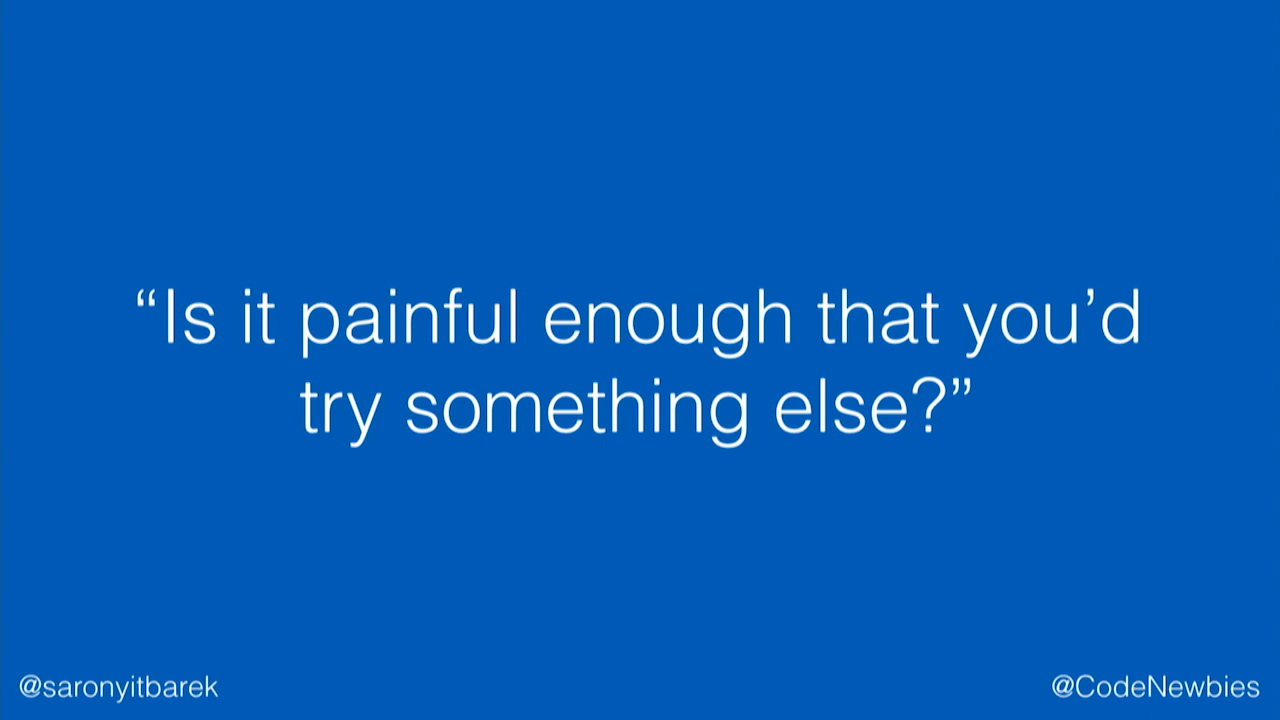 “Is it painful enough that you’d
try something else?”
@saronyitbarek
@CodeNewbies